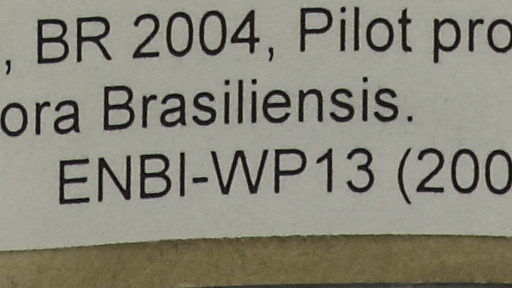 , BR 2004, Pilot pro
ora Brasiliensis.
ENBI-WP13 (200